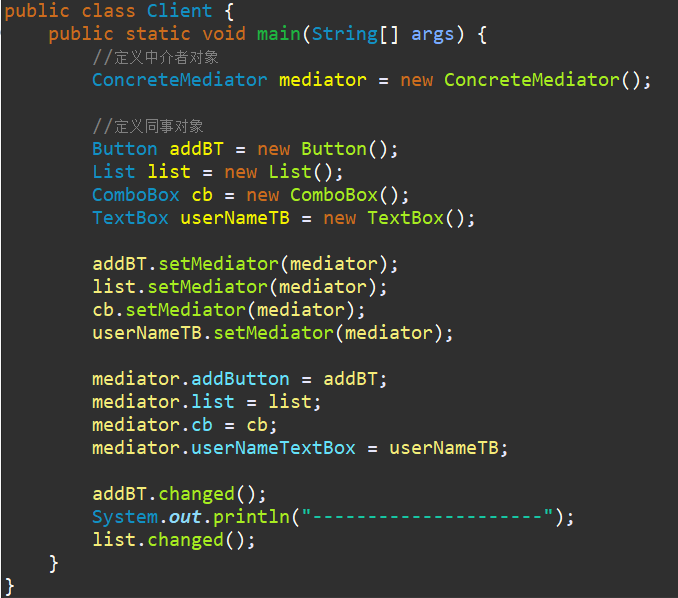 public class Client {
    public static void main(String[] args) {
        //定义中介者对象
        ConcreteMediator mediator = new ConcreteMediator();

        //定义同事对象
        Button addBT = new Button();
        List list = new List();
        ComboBox cb = new ComboBox();
        TextBox userNameTB = new TextBox();

        addBT.setMediator(mediator);
        list.setMediator(mediator);
        cb.setMediator(mediator);
        userNameTB.setMediator(mediator);

        mediator.addButton = addBT;
        mediator.list = list;
        mediator.cb = cb;
        mediator.userNameTextBox = userNameTB;

        addBT.changed();
        System.out.println("---------------------");
        list.changed();
    }
}